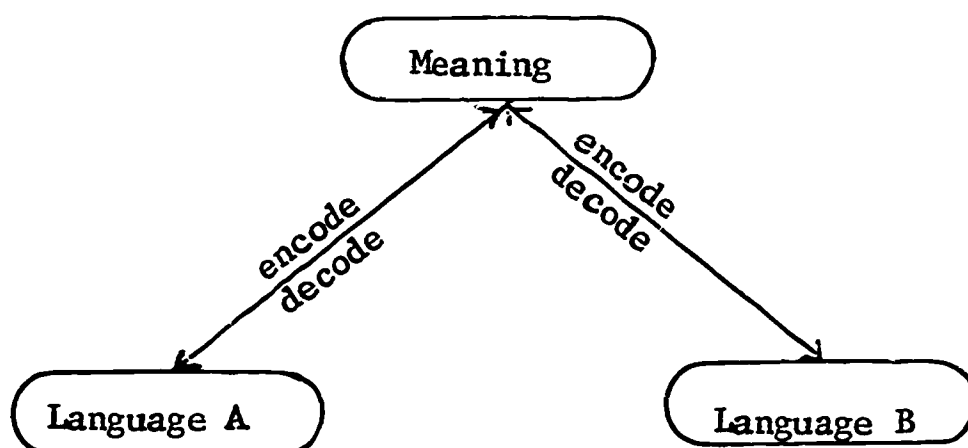 Meaning
encode
decode
encode
decode
Language A
Language B